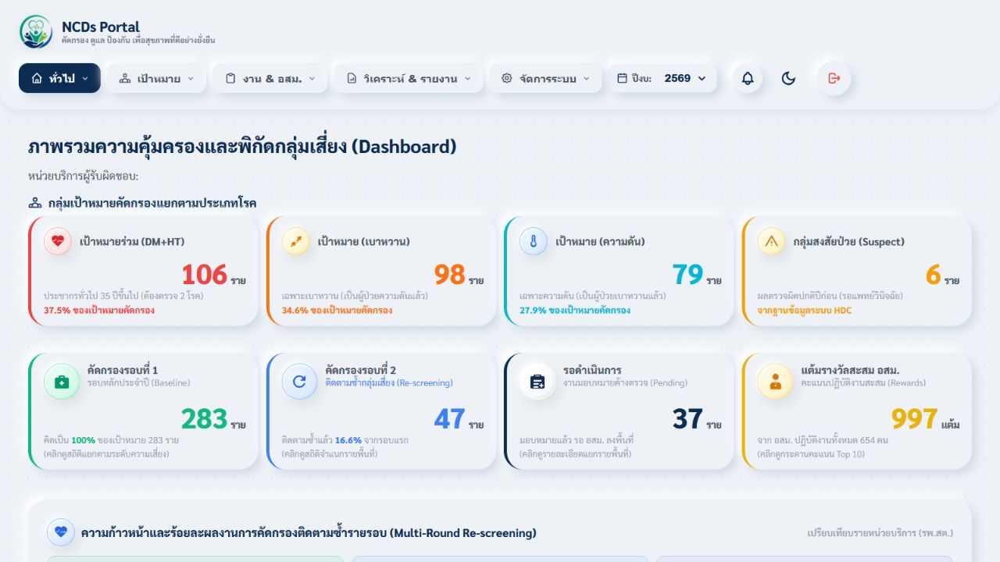 NCDs Portal
คัดกรอง ดูแล ป้องกัน เพื่อสุขภาพที่ดีอย่างยั่งยืน
ทั่วไป
เป้าหมาย
งาน & อสม.
วิเคราะห์ & รายงาน
จัดการระบบ
ปีงบ: 2569
ภาพรวมความคุ้มครองและพิกัดกลุ่มเสี่ยง (Dashboard)
หน่วยบริการผู้รับผิดชอบ:
กลุ่มเป้าหมายคัดกรองแยกตามประเภทโรค
เป้าหมายร่วม (DM+HT)
106 ราย
ประชากรทั่วไป 35 ปีขึ้นไป (ต้องตรวจ 2 โรค)
37.5% ของเป้าหมายคัดกรอง
เป้าหมาย (เบาหวาน)
98 ราย
เฉพาะเบาหวาน (เป็นผู้ป่วยความดันแล้ว)
34.6% ของเป้าหมายคัดกรอง
เป้าหมาย (ความดัน)
79 ราย
เฉพาะความดัน (เป็นผู้ป่วยเบาหวานแล้ว)
27.9% ของเป้าหมายคัดกรอง
กลุ่มสงสัยป่วย (Suspect)
6 ราย
ผลตรวจผิดปกติปีก่อน (รอแพทย์วินิจฉัย)
จากฐานข้อมูลระบบ HDC
คัดกรองรอบที่ 1
รอบหลักประจำปี (Baseline)
283 ราย
คิดเป็น 100% ของเป้าหมาย 283 ราย
(คลิกดูสถิติแยกตามระดับความเสี่ยง)
คัดกรองรอบที่ 2
ติดตามซ้ำกลุ่มเสี่ยง (Re-screening)
47 ราย
ติดตามซ้ำแล้ว 16.6% จากรอบแรก
(คลิกดูสถิติจำแนกรายพื้นที่)
รอดำเนินการ
งานมอบหมายค้างตรวจ (Pending)
37 ราย
มอบหมายแล้ว รอ อสม. ลงพื้นที่
(คลิกดูรายละเอียดแยกรายพื้นที่)
แต้มรางวัลสะสม อสม.
คะแนนปฏิบัติงานสะสม (Rewards)
997 แต้ม
จาก อสม. ปฏิบัติงานทั้งหมด 654 คน
(คลิกดูกระดานคะแนน Top 10)
ความก้าวหน้าและร้อยละผลงานการคัดกรองติดตามซ้ำรายรอบ (Multi-Round Re-screening)
เปรียบเทียบรายหน่วยบริการ (รพ.สต.)